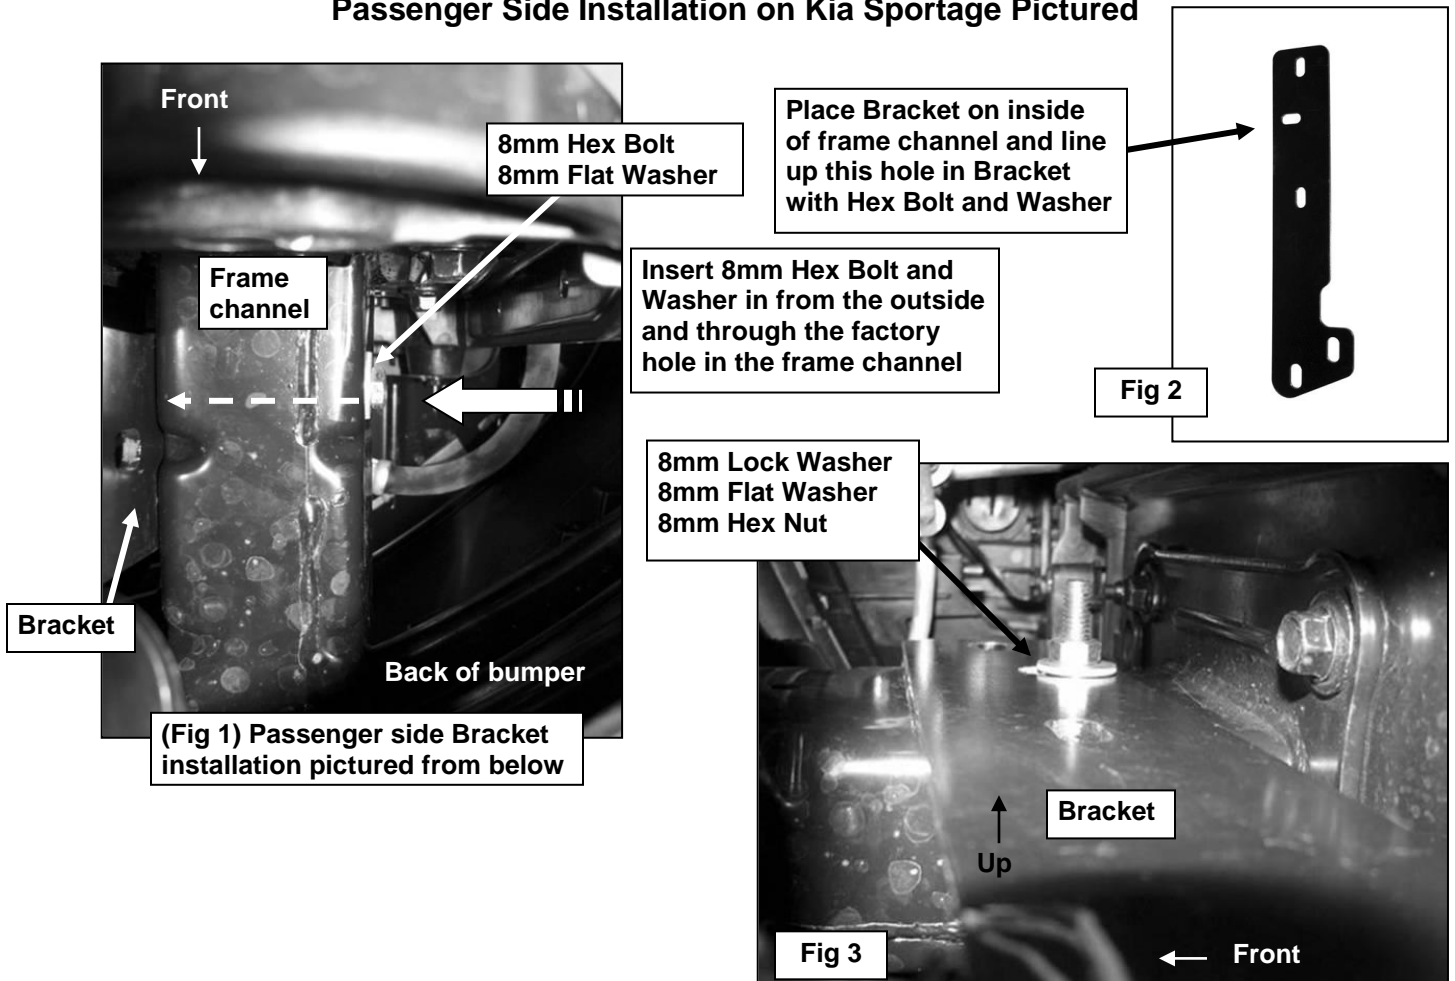 Passenger Side Installation on Kia Sportage Pictured
Front
8mm Hex Bolt
8mm Flat Washer
Frame
channel
Bracket
Back of bumper
(Fig 1) Passenger side Bracket
installation pictured from below
Place Bracket on inside
of frame channel and line
up this hole in Bracket
with Hex Bolt and Washer
Insert 8mm Hex Bolt and
Washer in from the outside
and through the factory
hole in the frame channel
Fig 2
8mm Lock Washer
8mm Flat Washer
8mm Hex Nut
Bracket
Up
Fig 3
Front